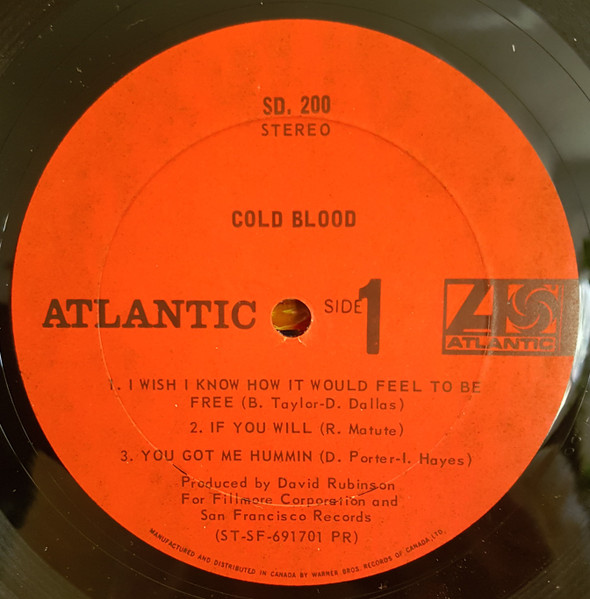 SD. 200
STEREO
COLD BLOOD
ATLANTIC
SIDE 1
ATLANTIC
1. I WISH I KNOW HOW IT WOULD FEEL TO BE
FREE (B. Taylor-D. Dallas)
2. IF YOU WILL (R. Matute)
3. YOU GOT ME HUMMIN (D. Porter-I. Hayes)
Produced by David Rubinson
For Fillmore Corporation and
San Francisco Records
(ST-SF-691701 PR)
MANUFACTURED AND DISTRIBUTED IN CANADA BY WARNER BROS. RECORDS OF CANADA, LTD.